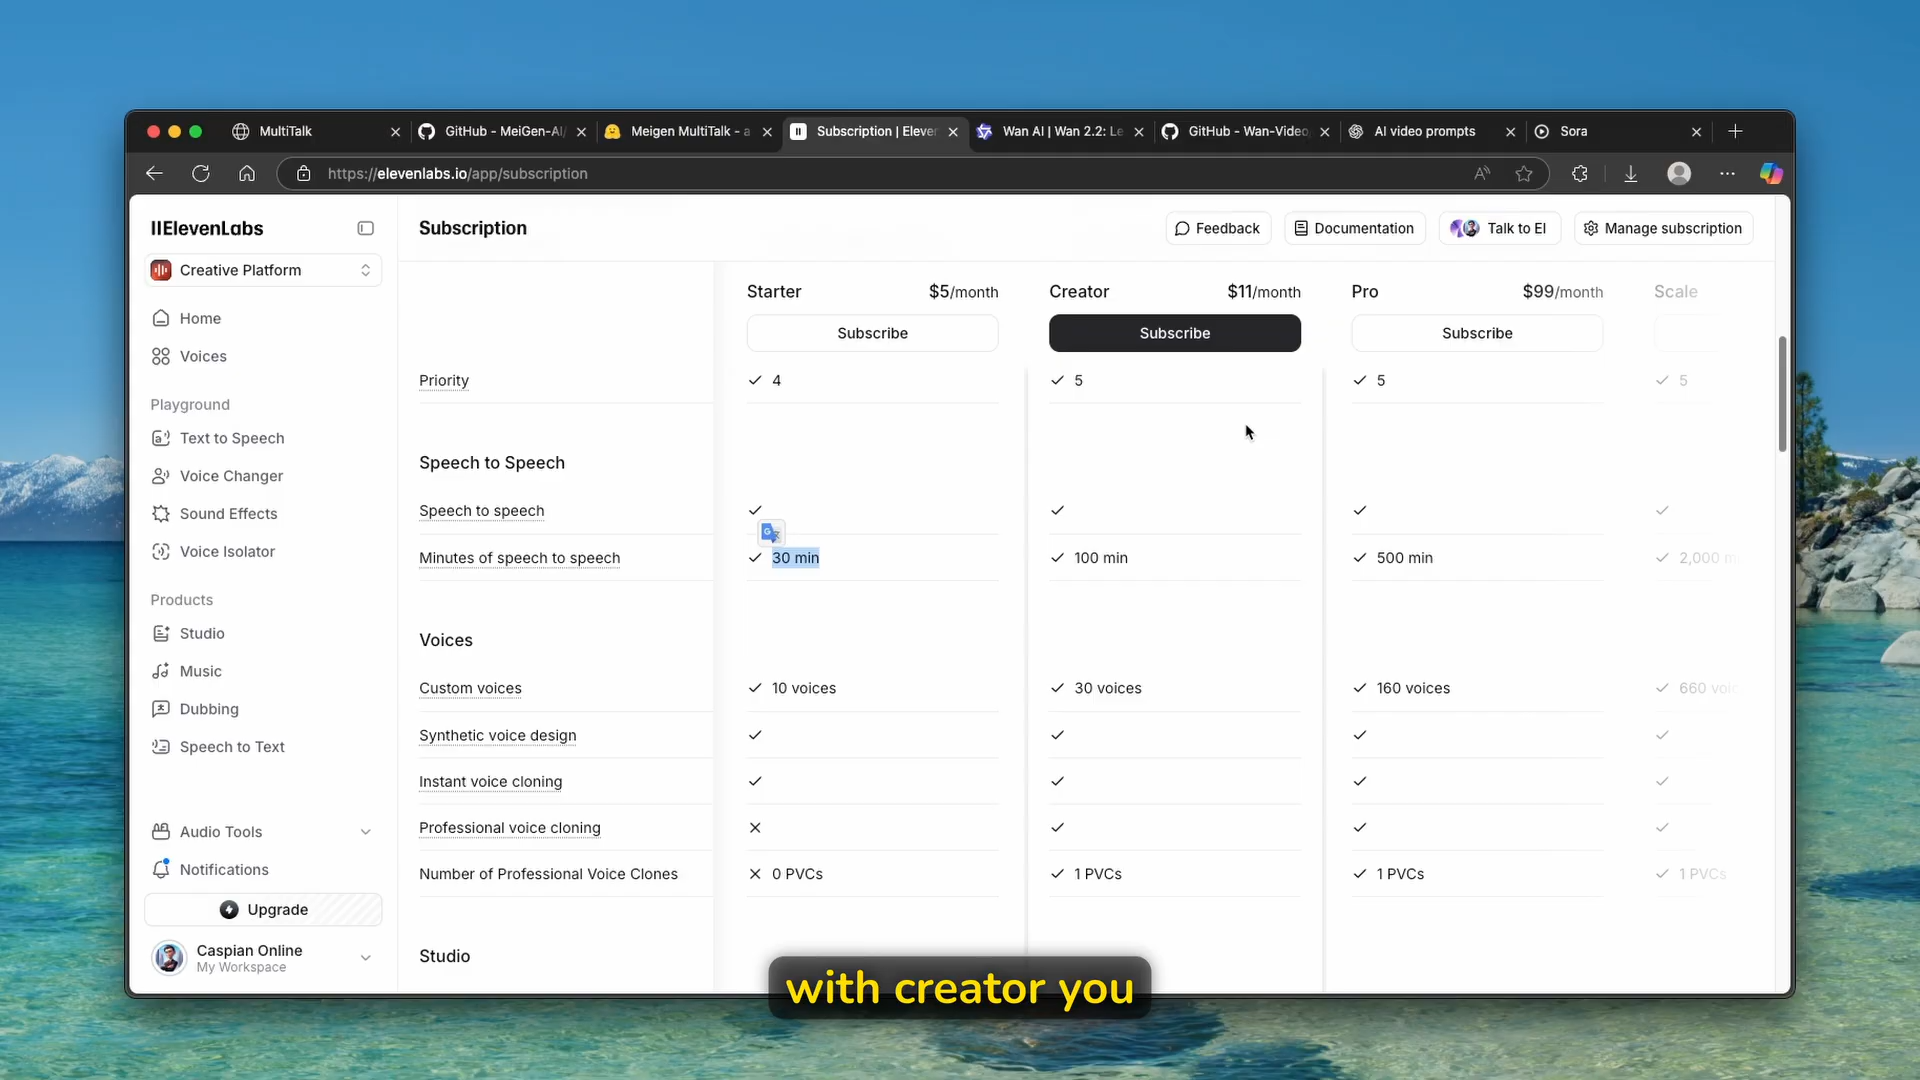 MultiTalk
GitHub - MeiGen-AI/
Meigen MultiTalk - a
Subscription | Eleven
Wan AI | Wan 2.2: Le
GitHub - Wan-Video
AI video prompts
Sora
https://elevenlabs.io/app/subscription
IIElevenLabs
Subscription
Feedback
Documentation
Talk to El
Manage subscription
Creative Platform
Home
Voices
Playground
Text to Speech
Voice Changer
Sound Effects
Voice Isolator
Products
Studio
Music
Dubbing
Speech to Text
Audio Tools
Notifications
Upgrade
Caspian Online
My Workspace
Starter $5/month
Creator $11/month
Pro $99/month
Scale
Subscribe
Subscribe
Subscribe
Priority 4 5 5 5
Speech to Speech
Speech to speech
Minutes of speech to speech 30 min 100 min 500 min 2,000 m
Voices
Custom voices 10 voices 30 voices 160 voices 660 voi
Synthetic voice design
Instant voice cloning
Professional voice cloning
Number of Professional Voice Clones 0 PVCs 1 PVCs 1 PVCs 1 PVCs
Studio
with creator you